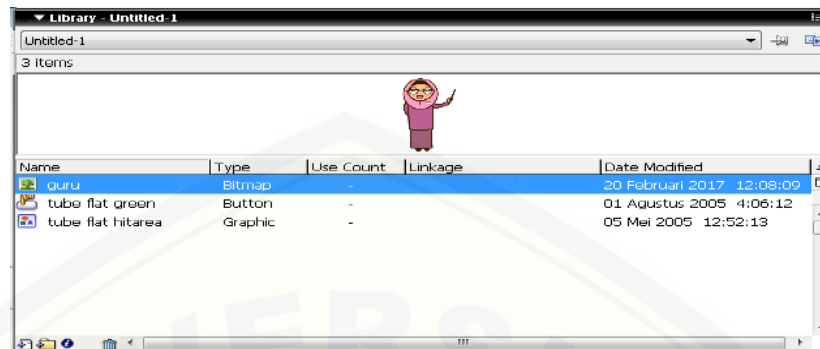 Library - Untitled-1
Untitled-1
3 items
Name Type Use Count Linkage Date Modified
guru Bitmap - 20 Februari 2017 12:08:09
tube flat green Button - 01 Agustus 2005 4:06:12
tube flat hitarea Graphic - 05 Mei 2005 12:52:13